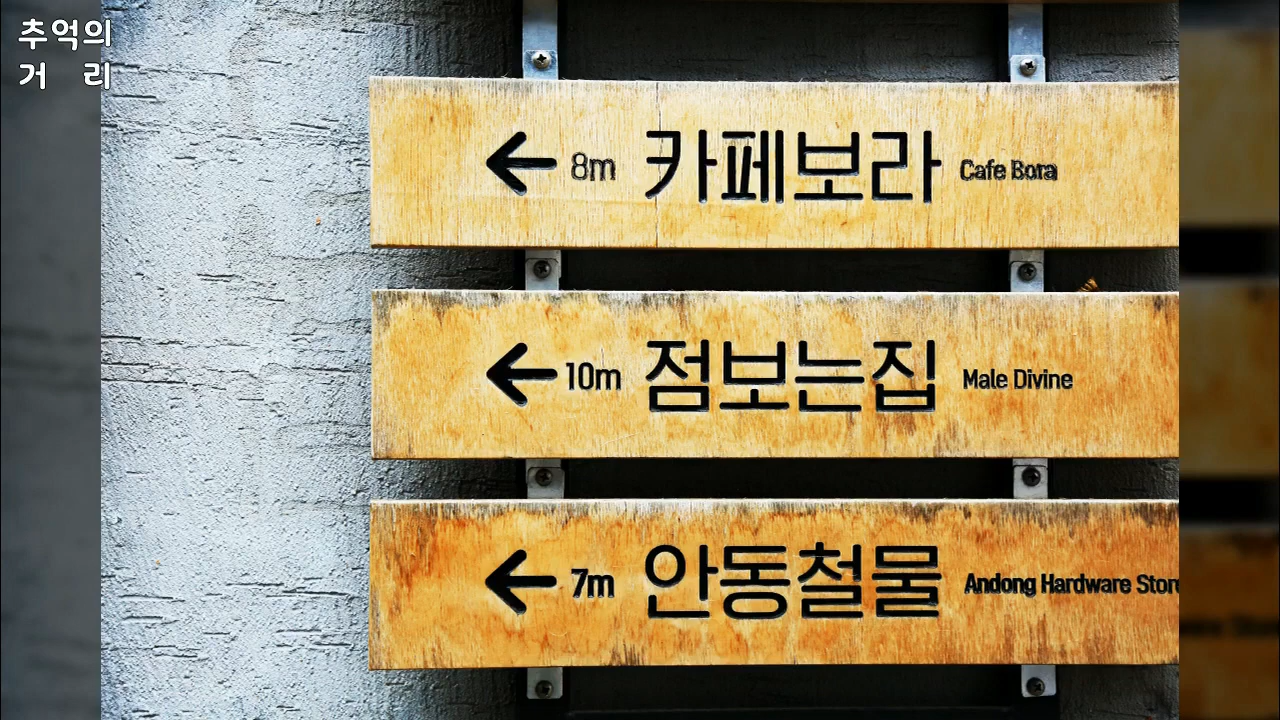 추억의
거 리
← 8m 카페보라 Cafe Bora
← 10m 점보는집 Male Divine
← 7m 안동철물 Andong Hardware Store